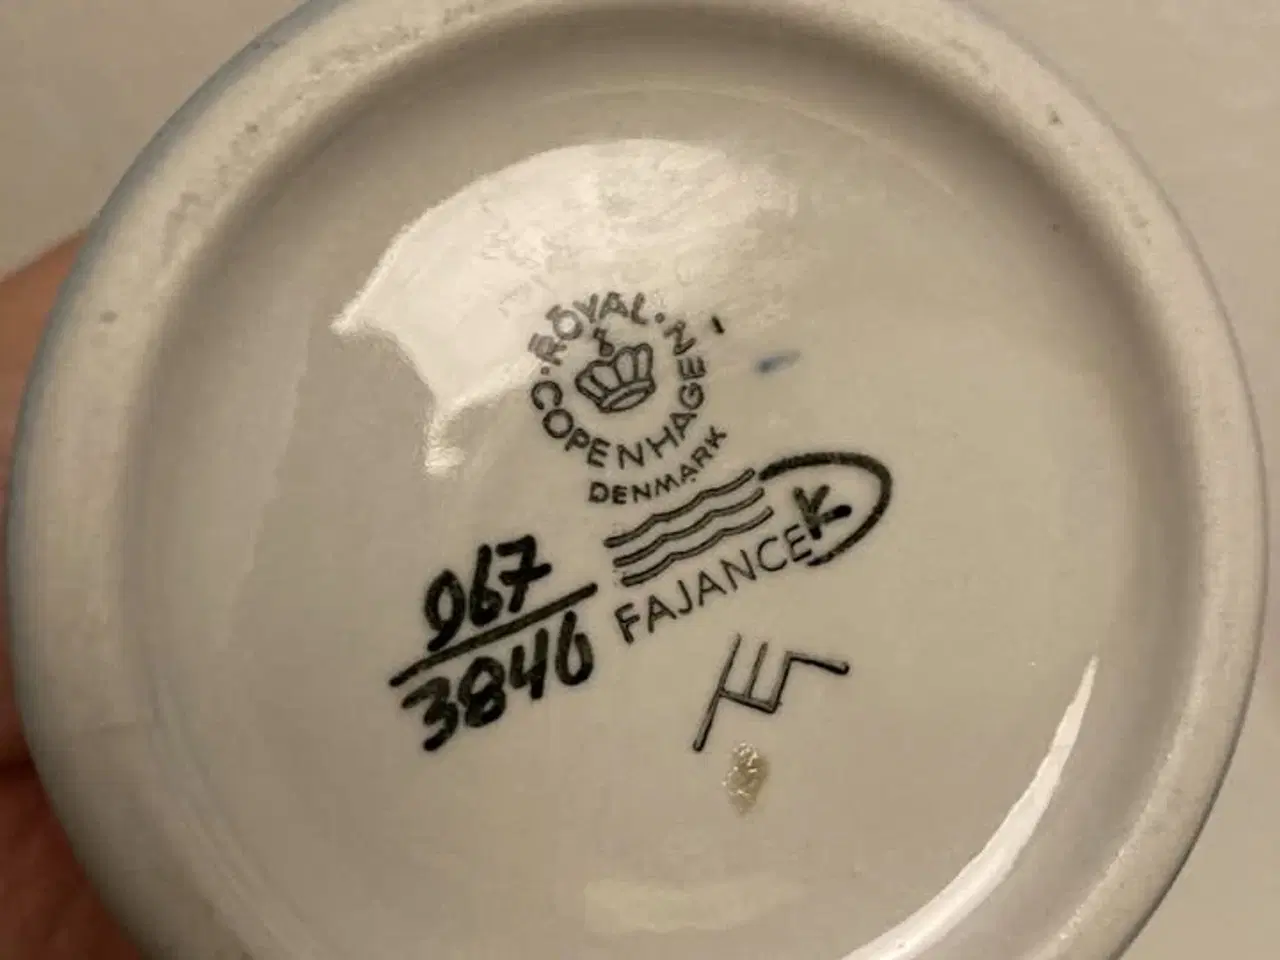 ROYAL
COPENHAGEN
DENMARK
FAJANCE
K
967
3846